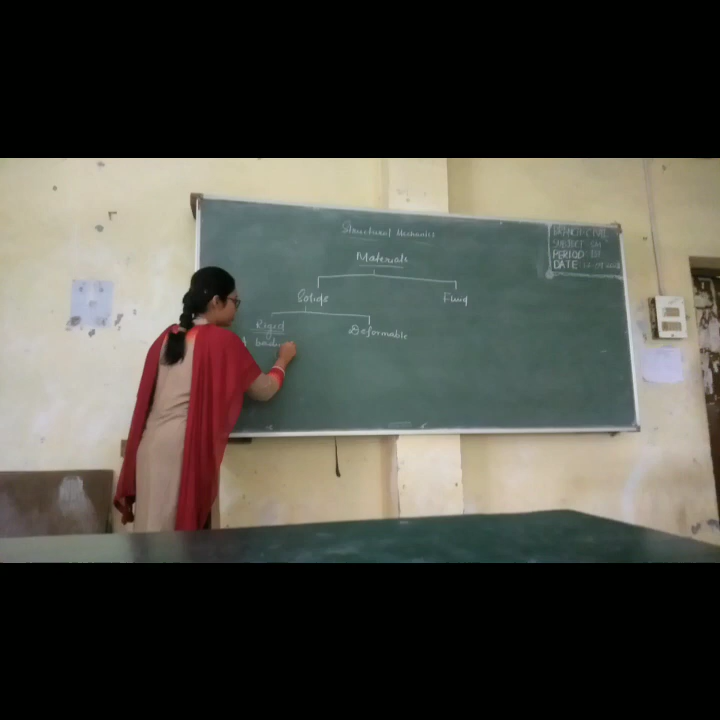 Structural Mechanics
BRANCH-CIVIL
SUBJECT-SM
PERIOD-
DATE
Materials
Solids
Fluid
Rigid
Deformable
A